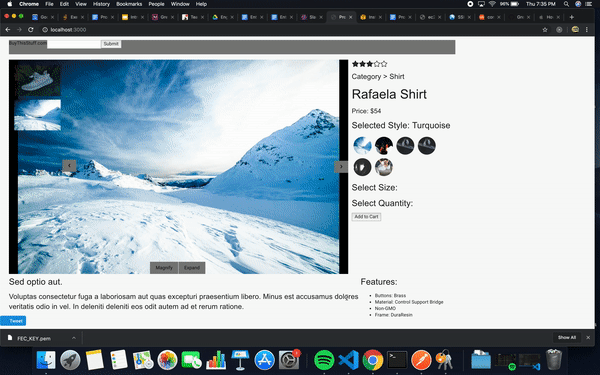 Chrome File Edit View History Bookmarks People Window Help
96% Thu 7:35 PM
localhost:3000
BuyThisStuff.com Submit
Category > Shirt
Rafaela Shirt
Price: $54
Selected Style: Turquoise
Select Size:
Select Quantity:
Add to Cart
Magnify Expand
Sed optio aut.
Voluptas consectetur fuga a laboriosam aut quas excepturi praesentium libero. Minus est accusamus dolores
veritatis odio in vel. In deleniti deleniti eos odit autem ad et rerum ratione.
Features:
Buttons: Brass
Material: Control Support Bridge
Non-GMO
Frame: DuraResin
Tweet
FEC_KEY.pem
Show All